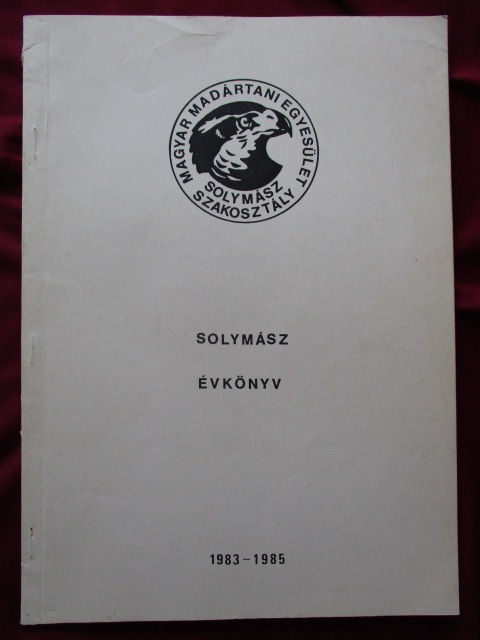 MAGYAR MADÁRTANI EGYESÜLET
SOLYMÁSZ
SZAKOSZTÁLY
SOLYMÁSZ
ÉVKÖNYV
1983-1985